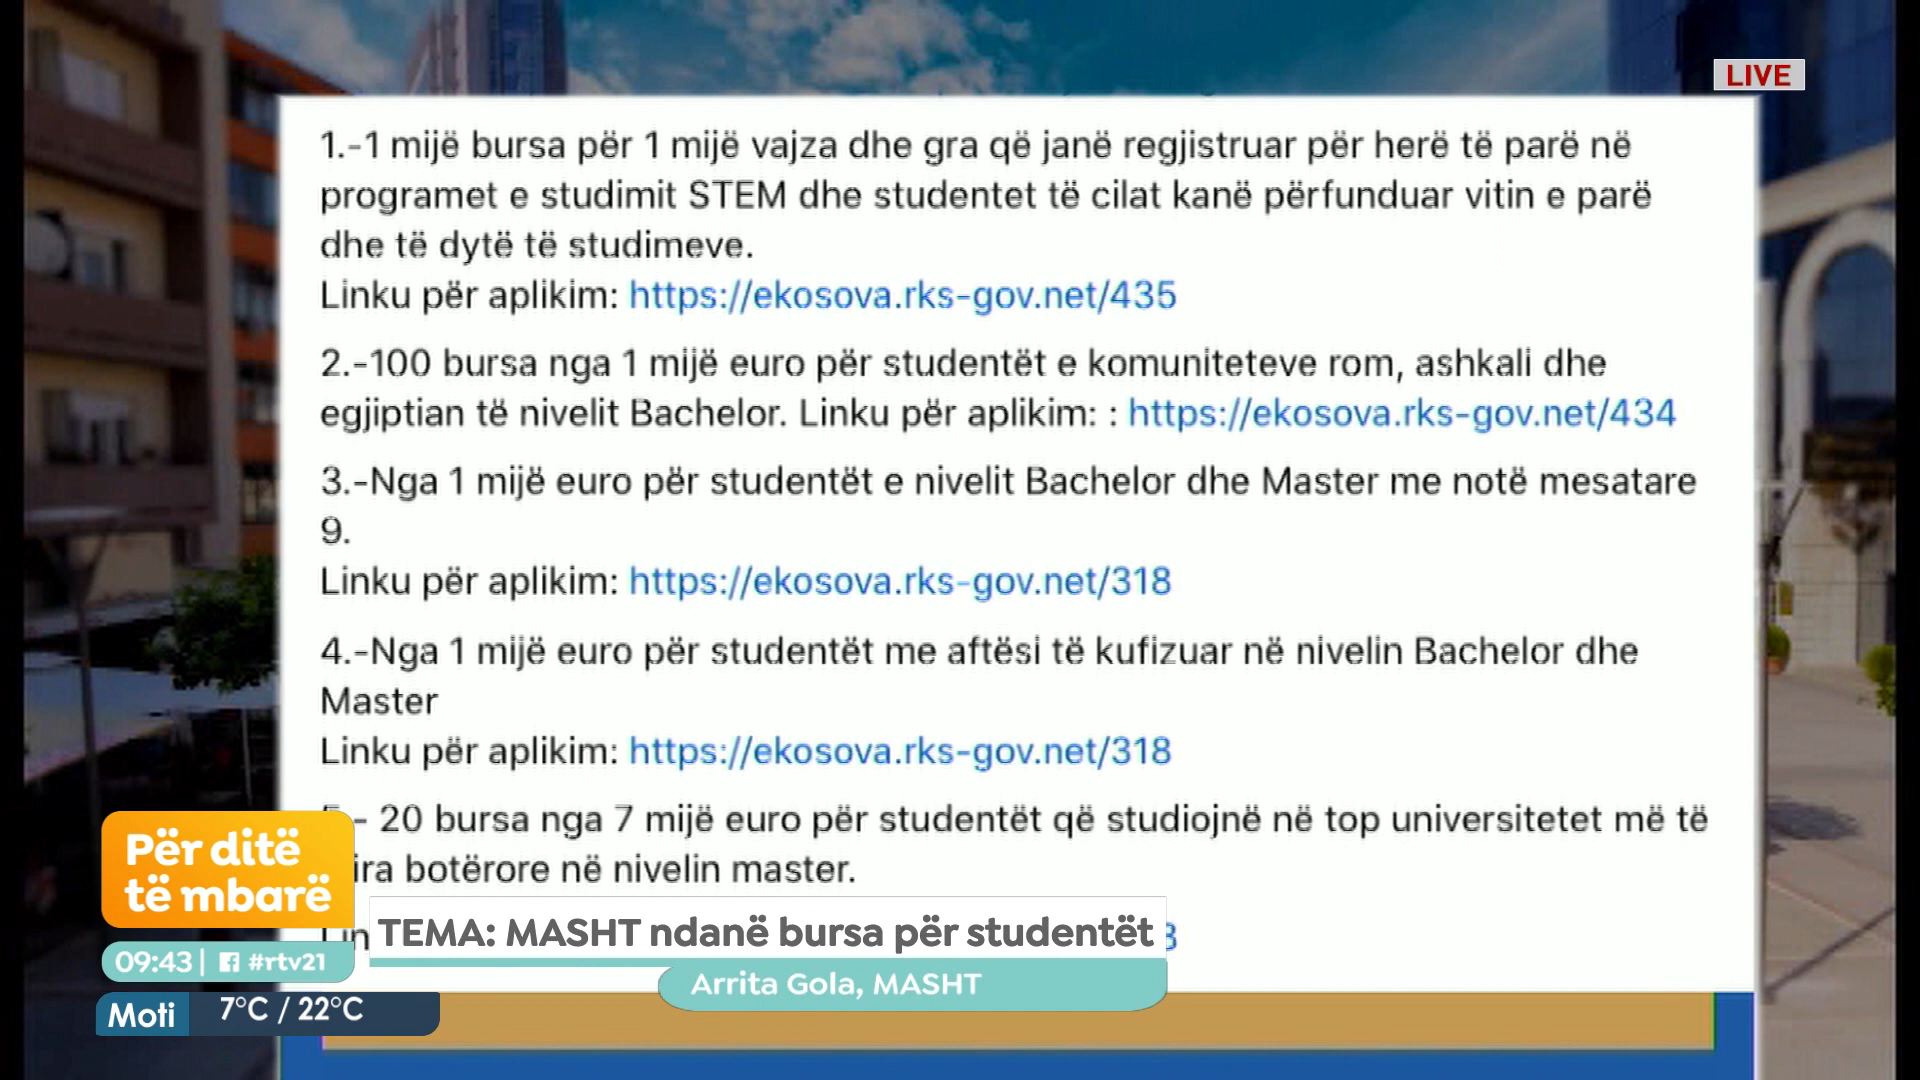 LIVE
1.-1 mijë bursa për 1 mijë vajza dhe gra që janë regjistruar për herë të parë në
programet e studimit STEM dhe studentet të cilat kanë përfunduar vitin e parë
dhe të dytë të studimeve.
Linku për aplikim: https://ekosova.rks-gov.net/435
2.-100 bursa nga 1 mijë euro për studentët e komuniteteve rom, ashkali dhe
egjiptian të nivelit Bachelor. Linku për aplikim: : https://ekosova.rks-gov.net/434
3.-Nga 1 mijë euro për studentët e nivelit Bachelor dhe Master me notë mesatare
9.
Linku për aplikim: https://ekosova.rks-gov.net/318
4.-Nga 1 mijë euro për studentët me aftësi të kufizuar në nivelin Bachelor dhe
Master
Linku për aplikim: https://ekosova.rks-gov.net/318
- 20 bursa nga 7 mijë euro për studentët që studiojnë në top universitetet më të
botërore në nivelin master.
Për ditë
të mbarë
TEMA: MASHT ndanë bursa për studentët
09:43 | #rtv21
Arrita Gola, MASHT
Moti 7°C / 22°C